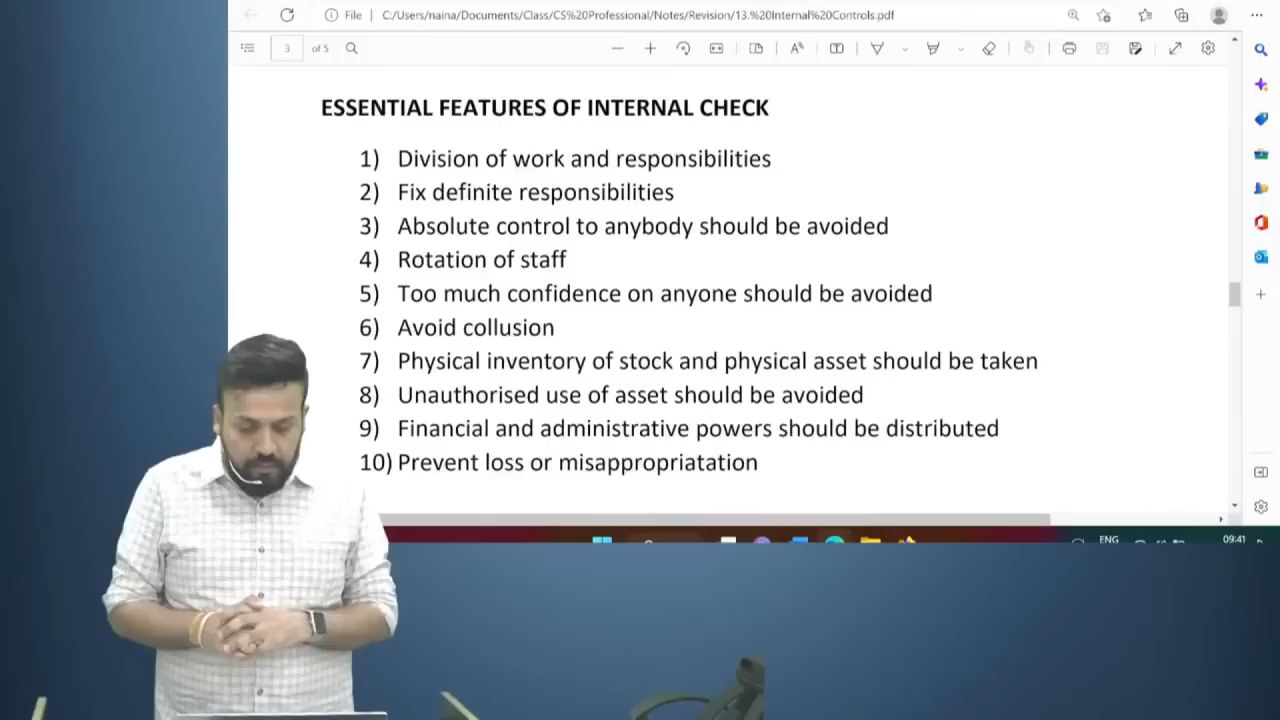 File
C:/Users/naina/Documents/Class/CS%20Professional/Notes/Revision/13.%20Internal%20Controls.pdf
3 of 5
ESSENTIAL FEATURES OF INTERNAL CHECK
1) Division of work and responsibilities
2) Fix definite responsibilities
3) Absolute control to anybody should be avoided
4) Rotation of staff
5) Too much confidence on anyone should be avoided
6) Avoid collusion
7) Physical inventory of stock and physical asset should be taken
8) Unauthorised use of asset should be avoided
9) Financial and administrative powers should be distributed
10) Prevent loss or misappropriatation
ENG
09:41